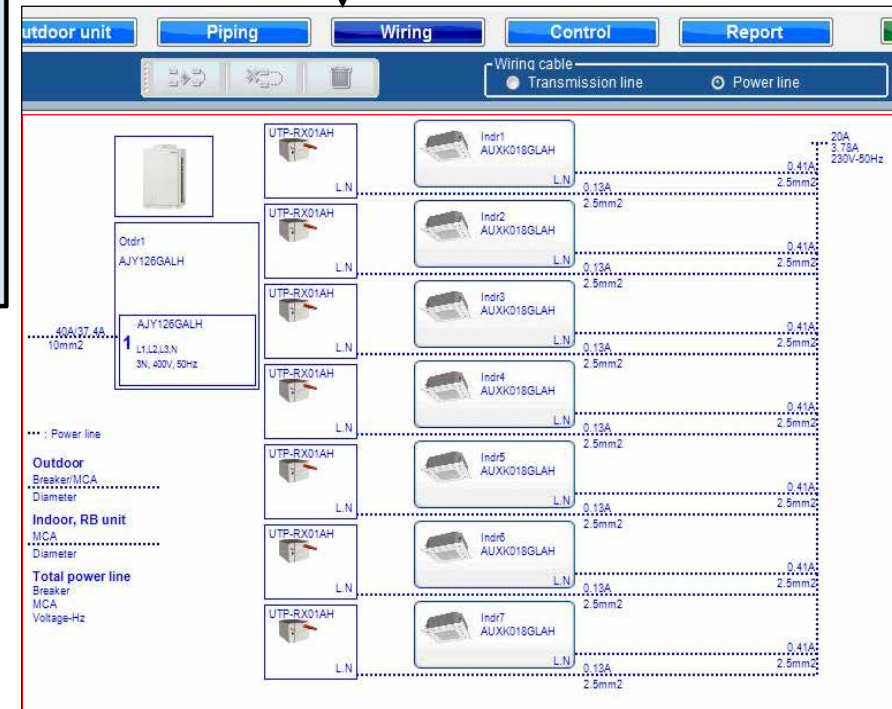 utdoor unit
Piping
Wiring
Control
Report
Wiring cable
Transmission line
Power line
UTP-RX01AH
L.N
Indr1
AUXK018GLAH
L.N
0.41A
2.5mm2
0.13A
2.5mm2
20A
3.78A
230V-50Hz
UTP-RX01AH
L.N
Indr2
AUXK018GLAH
L.N
0.41A
2.5mm2
0.13A
2.5mm2
Otdr1
AJY126GALH
UTP-RX01AH
L.N
Indr3
AUXK018GLAH
L.N
0.41A
2.5mm2
0.13A
2.5mm2
40A/37.4A
10mm2
AJY126GALH
1 L1,L2,L3,N
3N, 400V, 50Hz
UTP-RX01AH
L.N
Indr4
AUXK018GLAH
L.N
0.41A
2.5mm2
0.13A
2.5mm2
: Power line
Outdoor
Breaker/MCA
Diameter
Indoor, RB unit
MCA
Diameter
Total power line
Breaker
MCA
Voltage-Hz
UTP-RX01AH
L.N
Indr5
AUXK018GLAH
L.N
0.41A
2.5mm2
0.13A
2.5mm2
UTP-RX01AH
L.N
Indr6
AUXK018GLAH
L.N
0.41A
2.5mm2
0.13A
2.5mm2
UTP-RX01AH
L.N
Indr7
AUXK018GLAH
L.N
0.41A
2.5mm2
0.13A
2.5mm2